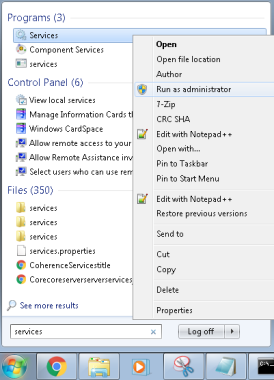 Programs (3)
Services
Component Services
services
Control Panel (6)
View local services
Manage Information Cards th
Windows CardSpace
Allow remote access to your
Allow Remote Assistance inv
Select users who can use rem
Files (350)
services
services
services
services.properties
CoherenceServicestitle
Corecoreserverserverservices
See more results
services
Log off
Open
Open file location
Author
Run as administrator
7-Zip
CRC SHA
Edit with Notepad++
Open with...
Pin to Taskbar
Pin to Start Menu
Edit with Notepad++
Restore previous versions
Send to
Cut
Copy
Delete
Properties